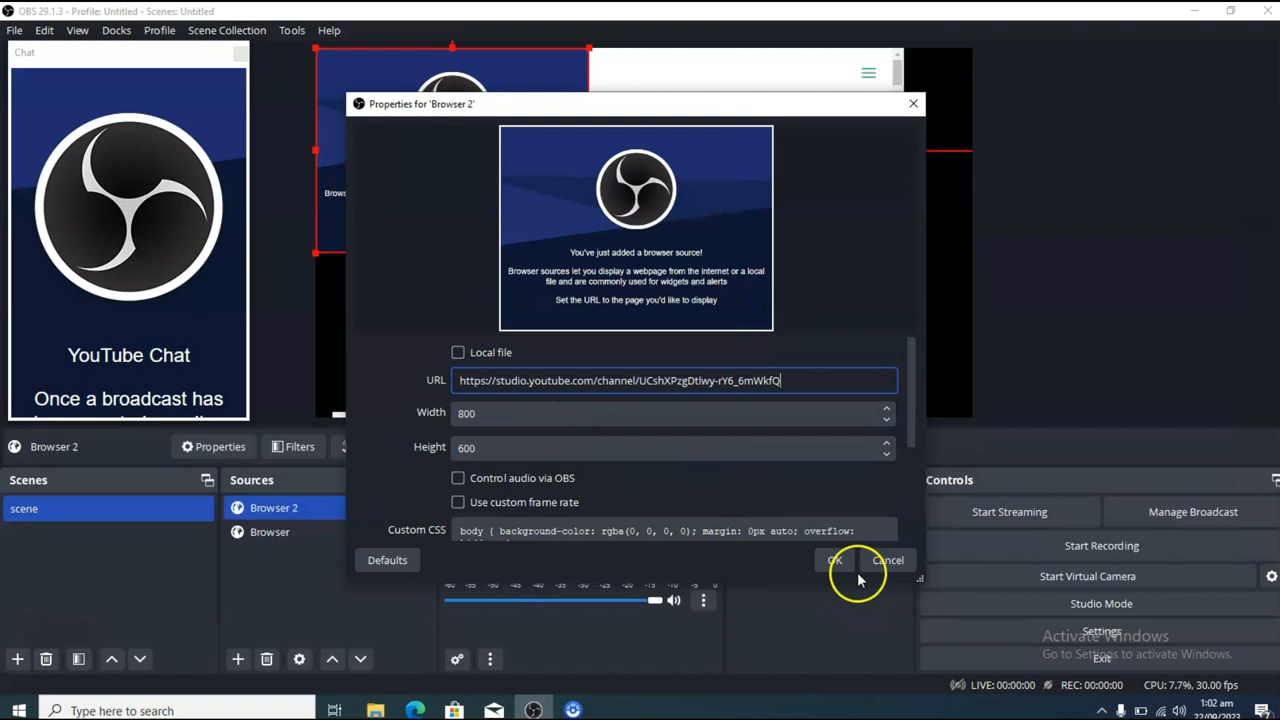 OBS 29.1.3 - Profile: Untitled - Scenes: Untitled
File Edit View Docks Profile Scene Collection Tools Help
Chat
YouTube Chat
Once a broadcast has
Properties for 'Browser 2'
You've just added a browser source!
Browser sources let you display a webpage from the internet or a local
file and are commonly used for widgets and alerts
Set the URL to the page you'd like to display
Local file
URL https://studio.youtube.com/channel/UCshXPzgDtlwy-rY6_6mWkfQ
Width 800
Height 600
Control audio via OBS
Use custom frame rate
Custom CSS body { background-color: rgba(0, 0, 0, 0); margin: 0px auto; overflow:
Defaults OK Cancel
Browser 2 Properties Filters
Scenes
scene
Sources
Browser 2
Browser
Controls
Start Streaming Manage Broadcast
Start Recording
Start Virtual Camera
Studio Mode
Settings
Exit
Activate Windows
Go to Settings to activate Windows.
LIVE: 00:00:00 REC: 00:00:00 CPU: 7.7%, 30.00 fps
Type here to search
1:02 am